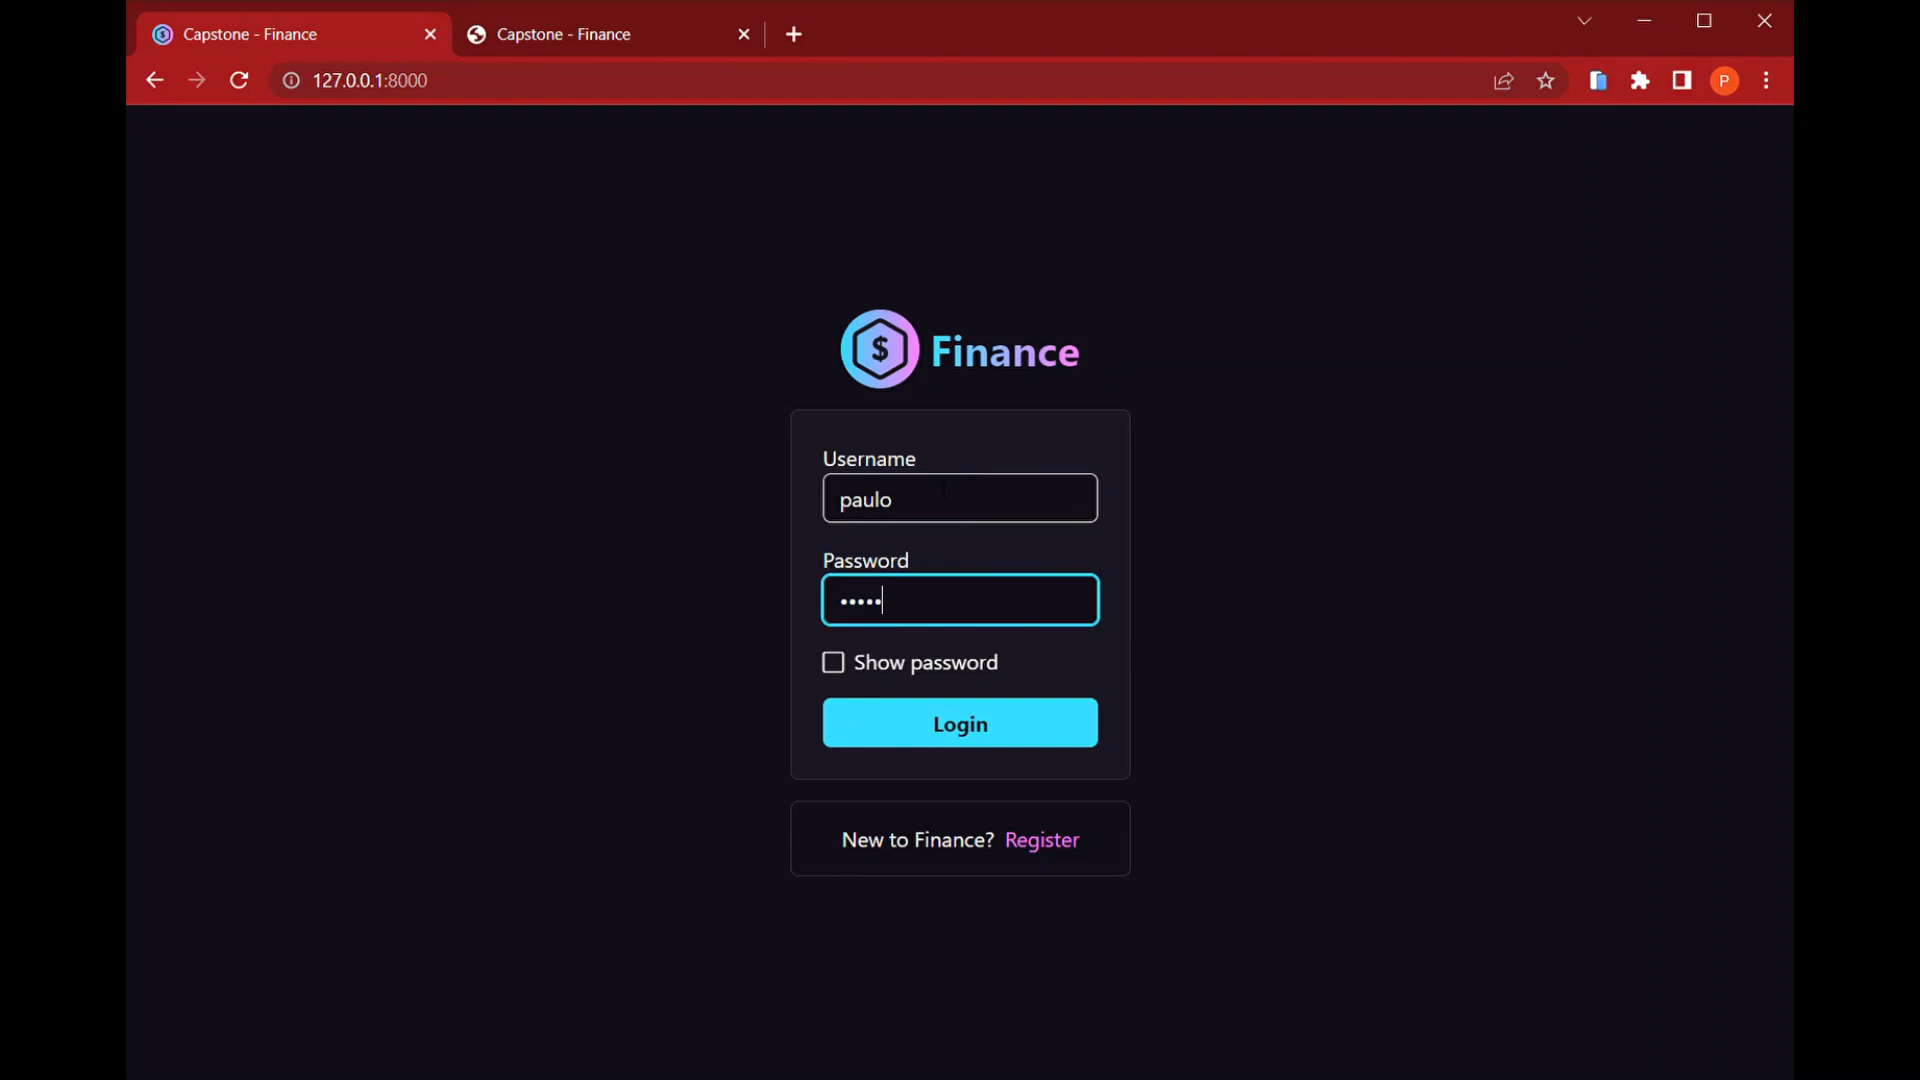 Capstone - Finance
Capstone - Finance
127.0.0.1:8000
P
$ Finance
Username
paulo
Password
•••••
Show password
Login
New to Finance? Register